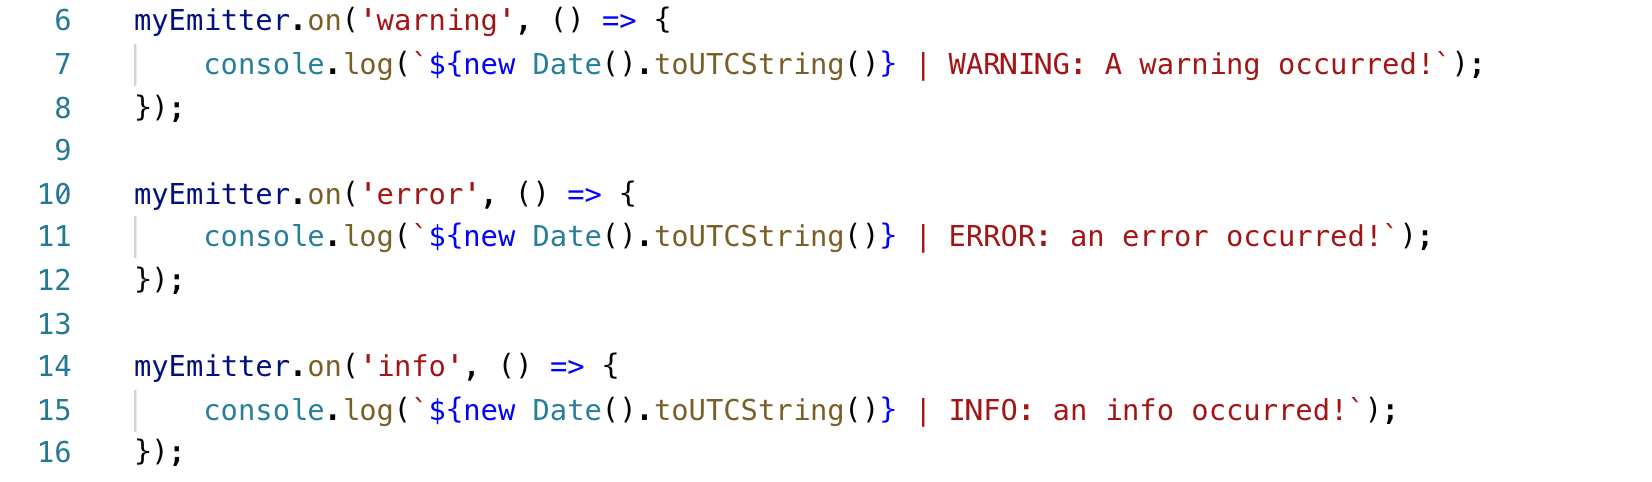 6 myEmitter.on('warning', () => {
7 console.log(`${new Date().toUTCString()} | WARNING: A warning occurred!`);
8 });
9
10 myEmitter.on('error', () => {
11 console.log(`${new Date().toUTCString()} | ERROR: an error occurred!`);
12 });
13
14 myEmitter.on('info', () => {
15 console.log(`${new Date().toUTCString()} | INFO: an info occurred!`);
16 });